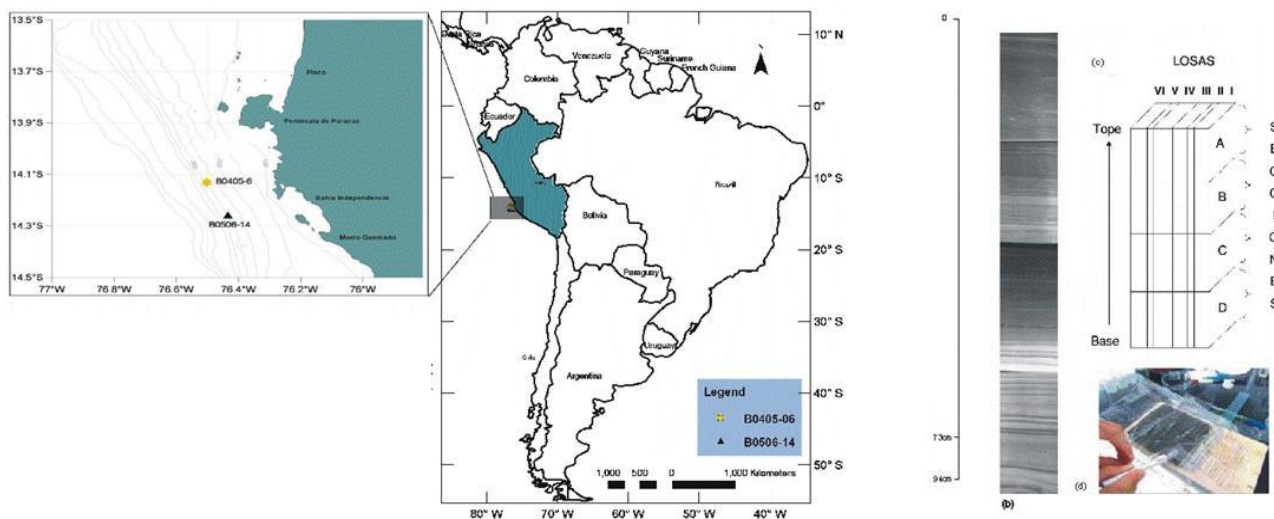 13.5°S
13.7°S
13.9°S
14.1°S
14.3°S
14.5°S
77°W
76.8°W
76.6°W
76.4°W
76.2°W
76°W
Pisco
Peninsula de Paracas
B0405-6
Bahia Independencia
B0506-14
Morro Quemado
Costa Rica
Venezuela
Guyana
Suriname
French Guiana
Colombia
Ecuador
Brazil
Bolivia
Paraguay
Uruguay
Chile
Argentina
10° N
0°
10° S
20° S
30° S
40° S
50° S
80° W
70° W
60° W
50° W
40° W
Legend
B0405-06
B0506-14
1,000 500 0 1,000 Kilometers
0
73cm
94cm
(b)
(c)
LOSAS
VI V IV III II I
Tope
Base
A
B
C
D
S
E
C
C
I
O
N
E
S
(d)